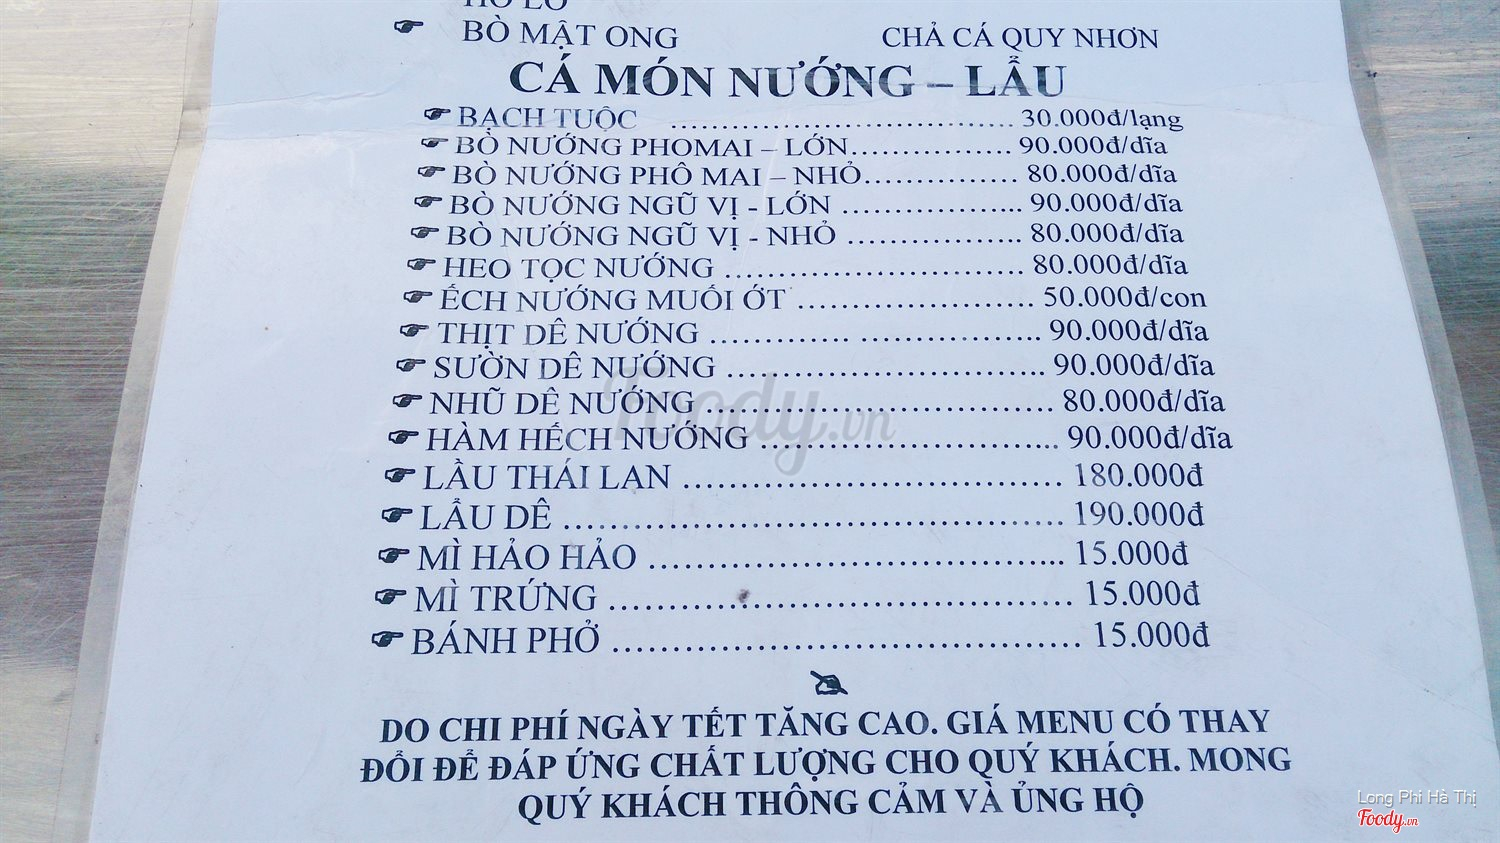 HỒ LÔ
BÒ MẬT ONG CHẢ CÁ QUY NHƠN
CÁ MÓN NƯỚNG – LẨU
BẠCH TUỘC 30.000đ/lạng
BÒ NƯỚNG PHOMAI – LỚN 90.000đ/dĩa
BÒ NƯỚNG PHÔ MAI – NHỎ 80.000đ/dĩa
BÒ NƯỚNG NGŨ VỊ - LỚN 90.000đ/dĩa
BÒ NƯỚNG NGŨ VỊ - NHỎ 80.000đ/dĩa
HEO TỌC NƯỚNG 80.000đ/dĩa
ẾCH NƯỚNG MUỐI ỚT 50.000đ/con
THỊT DÊ NƯỚNG 90.000đ/dĩa
SƯỜN DÊ NƯỚNG 90.000đ/dĩa
NHŨ DÊ NƯỚNG 80.000đ/dĩa
HÀM HẾCH NƯỚNG 90.000đ/dĩa
LẦU THÁI LAN 180.000đ
LẨU DÊ 190.000đ
MÌ HẢO HẢO 15.000đ
MÌ TRỨNG 15.000đ
BÁNH PHỞ 15.000đ
DO CHI PHÍ NGÀY TẾT TĂNG CAO. GIÁ MENU CÓ THAY
ĐỔI ĐỂ ĐÁP ỨNG CHẤT LƯỢNG CHO QUÝ KHÁCH. MONG
QUÝ KHÁCH THÔNG CẢM VÀ ỦNG HỘ
Foody.vn
Long Phi Hà Thị
Foody.vn